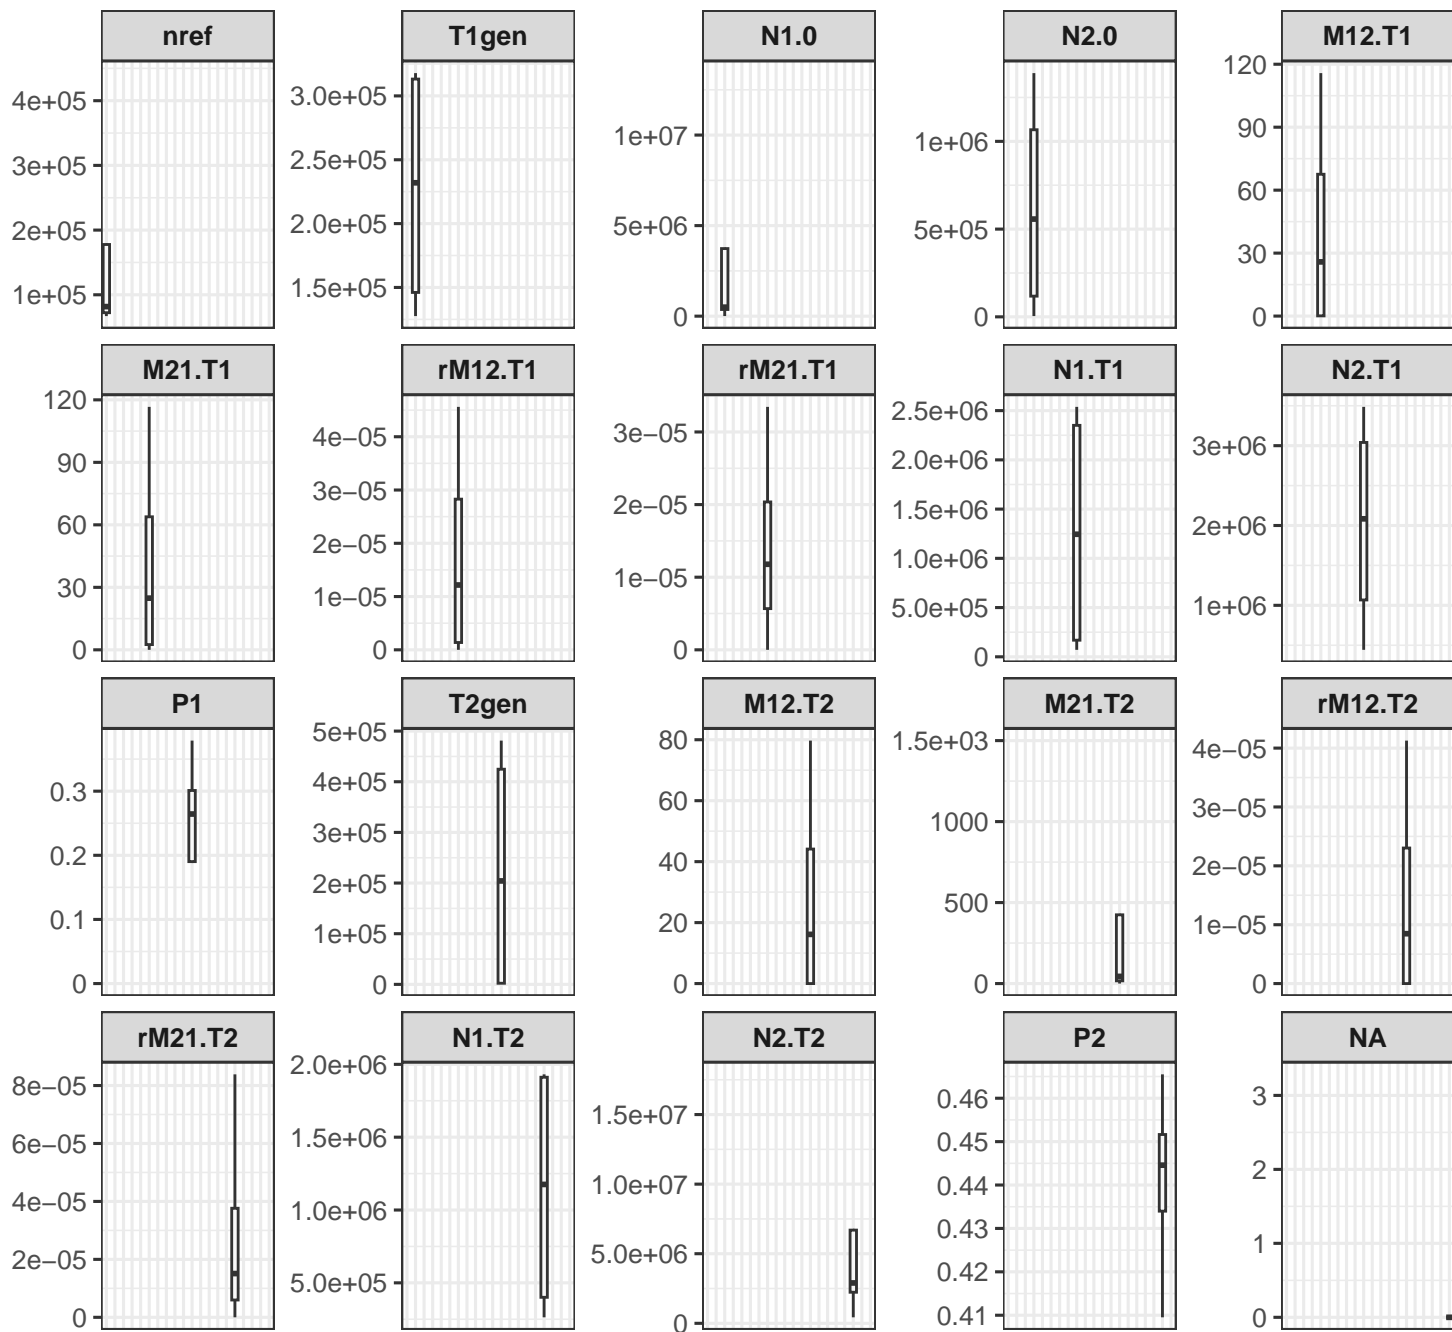 nref T1gen N1.0 N2.0 M12.T1
4e+05 3e+05 2e+05 1e+05
3.0e+05 2.5e+05 2.0e+05 1.5e+05
1e+07 5e+06 0
1e+06 5e+05 0
120 90 60 30 0
M21.T1 rM12.T1 rM21.T1 N1.T1 N2.T1
120 90 60 30 0
4e−05 3e−05 2e−05 1e−05 0
3e−05 2e−05 1e−05 0
2.5e+06 2.0e+06 1.5e+06 1.0e+06 5.0e+05 0
3e+06 2e+06 1e+06
P1 T2gen M12.T2 M21.T2 rM12.T2
0.3 0.2 0.1 0
5e+05 4e+05 3e+05 2e+05 1e+05 0
80 60 40 20 0
1.5e+03 1000 500 0
4e−05 3e−05 2e−05 1e−05 0
rM21.T2 N1.T2 N2.T2 P2 NA
8e−05 6e−05 4e−05 2e−05 0
2.0e+06 1.5e+06 1.0e+06 5.0e+05
1.5e+07 1.0e+07 5.0e+06 0
0.46 0.45 0.44 0.43 0.42 0.41
3 2 1 0